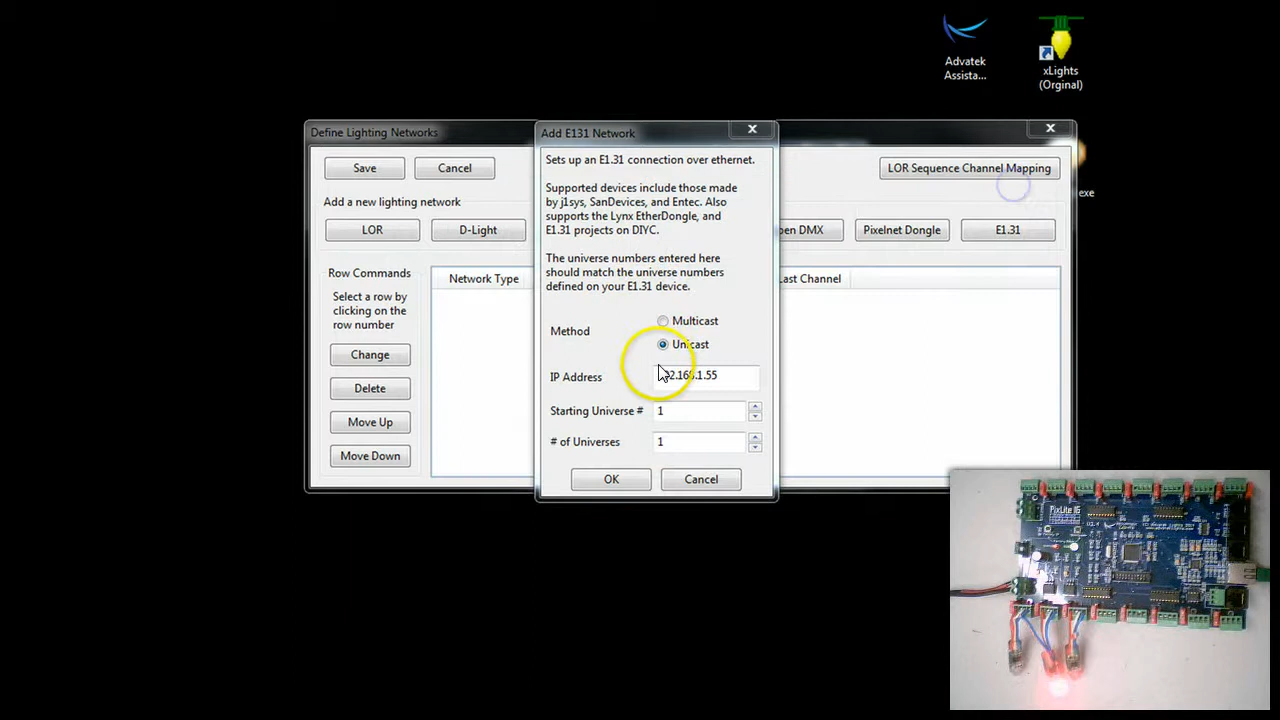 Advatek
Assista...
xLights
(Orginal)
Define Lighting Networks
Add E131 Network
Save
Cancel
Sets up an E1.31 connection over ethernet.
LOR Sequence Channel Mapping
exe
Add a new lighting network
Supported devices include those made
by j1sys, SanDevices, and Entec. Also
supports the Lynx EtherDongle, and
E1.31 projects on DIYC.
LOR
D-Light
pen DMX
Pixelnet Dongle
E1.31
The universe numbers entered here
should match the universe numbers
defined on your E1.31 device.
Row Commands
Select a row by
clicking on the
row number
Network Type
Last Channel
Method
Multicast
Unicast
Change
IP Address
192.168.1.55
Delete
Starting Universe #
1
Move Up
# of Universes
1
Move Down
OK
Cancel
PixLite 16